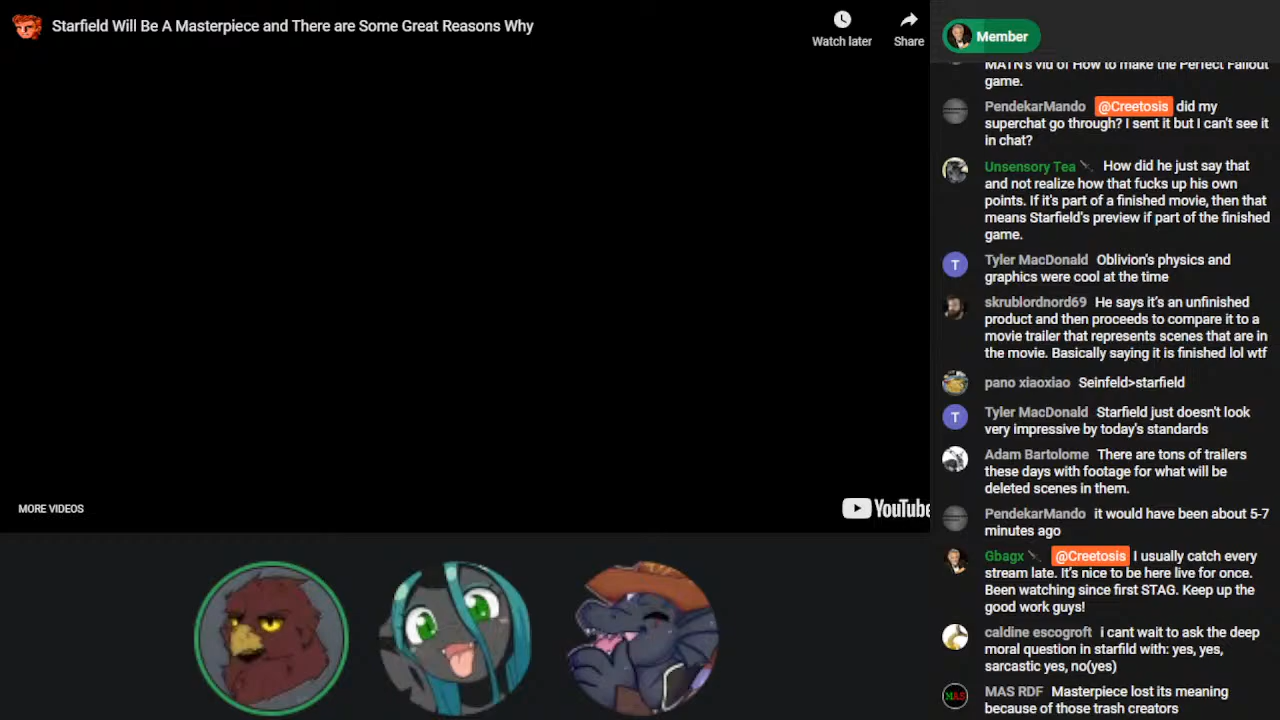 Starfield Will Be A Masterpiece and There are Some Great Reasons Why
Watch later
Share
MORE VIDEOS
YouTube
Member
MATN's vid of How to make the Perfect Fallout
game.
PendekarMando @Creetosis did my
superchat go through? I sent it but I can't see it
in chat?
Unsensory Tea How did he just say that
and not realize how that fucks up his own
points. If it's part of a finished movie, then that
means Starfield's preview if part of the finished
game.
T
Tyler MacDonald Oblivion's physics and
graphics were cool at the time
skrublordnord69 He says it's an unfinished
product and then proceeds to compare it to a
movie trailer that represents scenes that are in
the movie. Basically saying it is finished lol wtf
pano xiaoxiao Seinfeld>starfield
T
Tyler MacDonald Starfield just doesn't look
very impressive by today's standards
Adam Bartolome There are tons of trailers
these days with footage for what will be
deleted scenes in them.
PendekarMando it would have been about 5-7
minutes ago
Gbagx @Creetosis I usually catch every
stream late. It's nice to be here live for once.
Been watching since first STAG. Keep up the
good work guys!
caldine escogroft i cant wait to ask the deep
moral question in starfild with: yes, yes,
sarcastic yes, no(yes)
MAS
MAS RDF Masterpiece lost its meaning
because of those trash creators